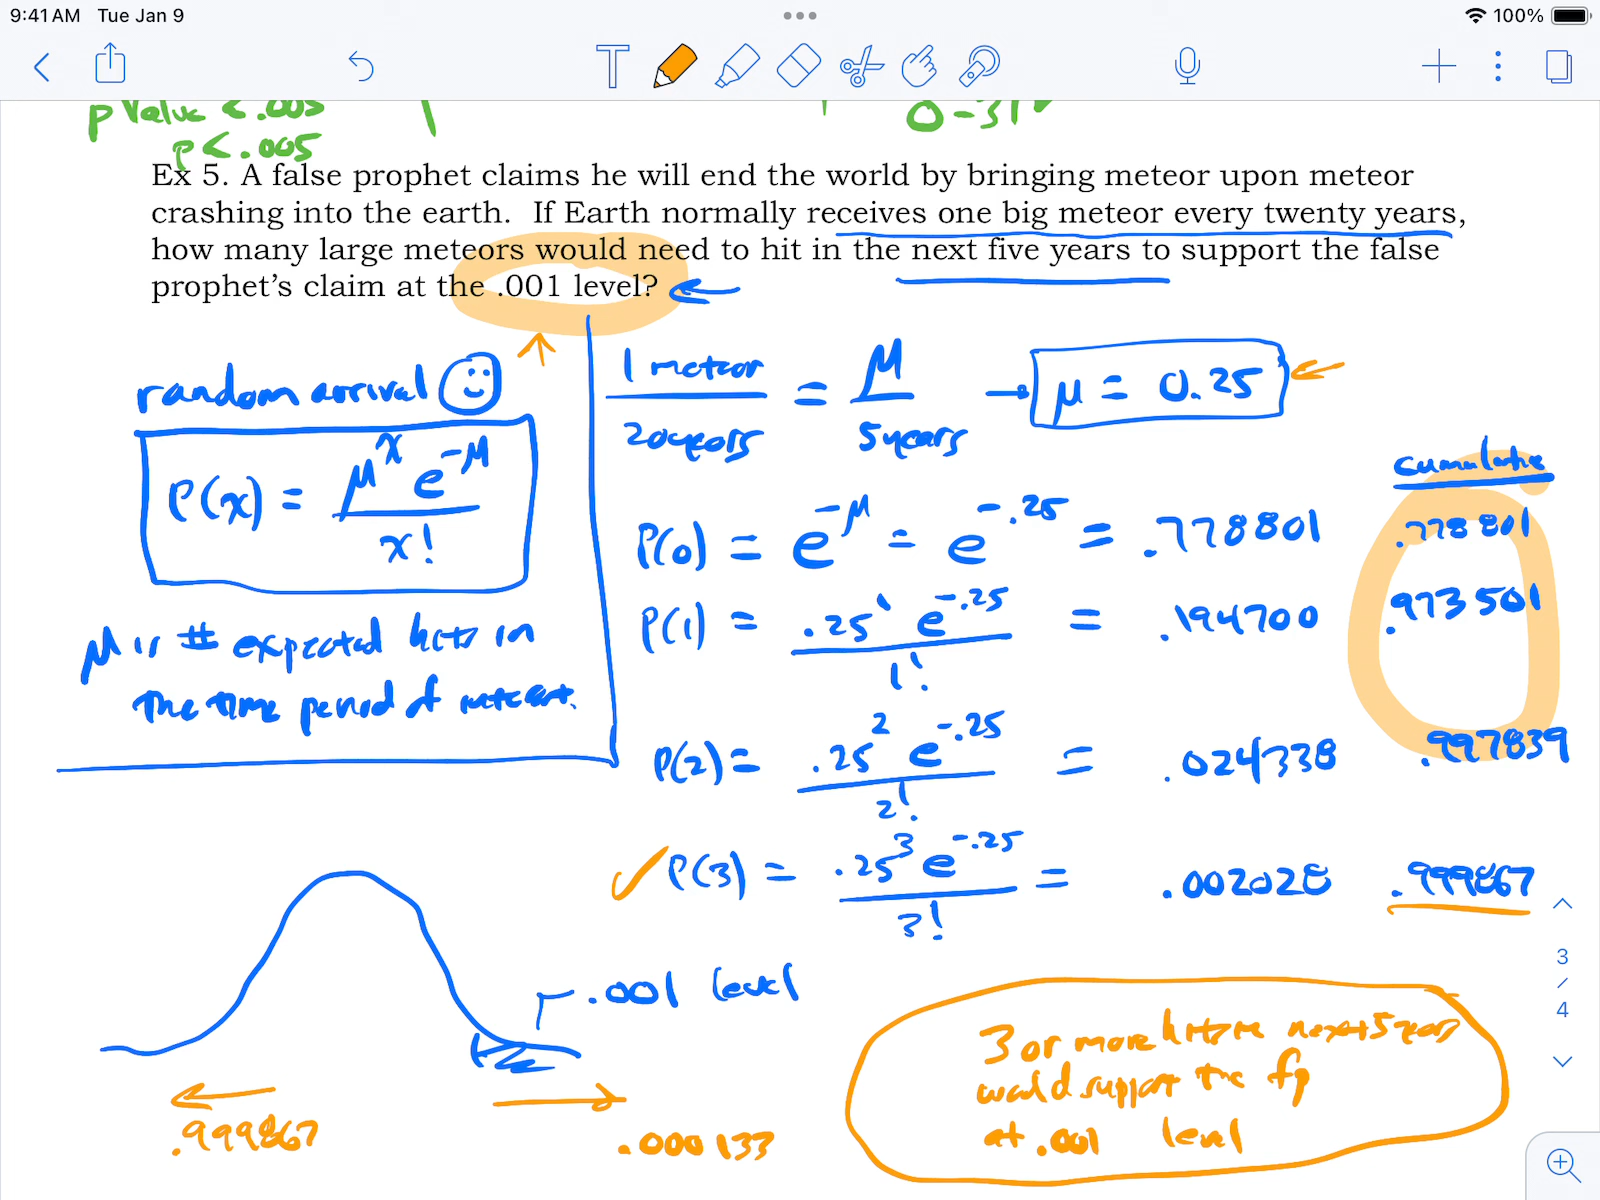 9:41 AM Tue Jan 9
100%
T
p value < .005
p < .005
0-31
Ex 5. A false prophet claims he will end the world by bringing meteor upon meteor
crashing into the earth. If Earth normally receives one big meteor every twenty years,
how many large meteors would need to hit in the next five years to support the false
prophet's claim at the .001 level?
random arrival
P(x) = μ^x e^-μ / x!
μ is # expected hits in
the time period of interest.
1 meteor / 20 years = μ / 5 years → μ = 0.25
cumulative
P(0) = e^-μ = e^-.25 = .778801 .778801
P(1) = .25^1 e^-.25 / 1! = .194700 .973501
P(2) = .25^2 e^-.25 / 2! = .024338 .997839
✓ P(3) = .25^3 e^-.25 / 3! = .002028 .999867
.001 level
.999867
.000133
3 or more hits in next 5 years
would support the fp
at .001 level
3
/
4